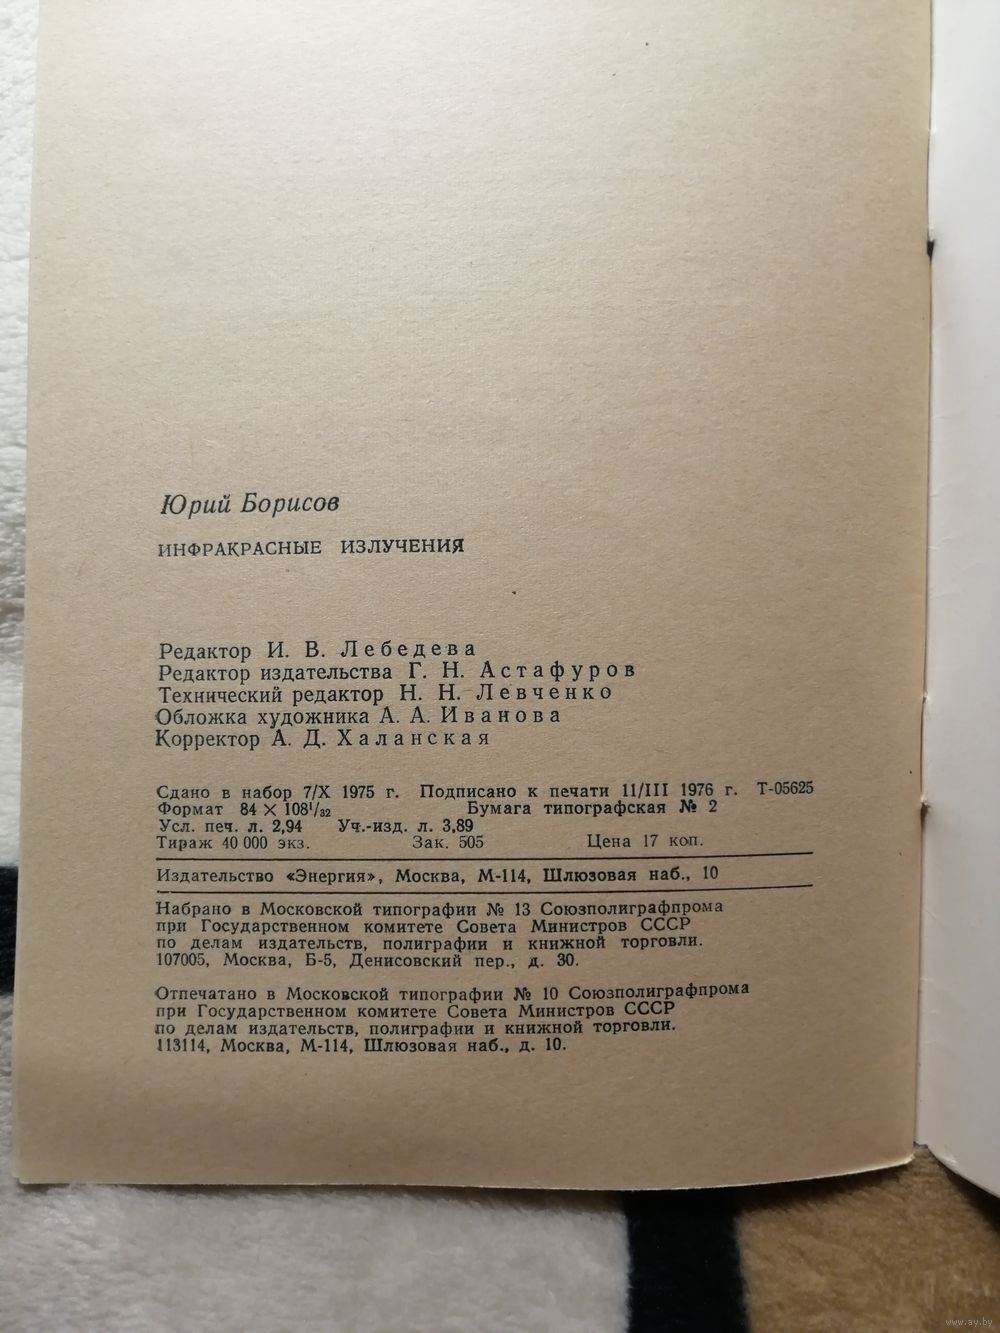 Юрий Борисов
ИНФРАКРАСНЫЕ ИЗЛУЧЕНИЯ
Редактор И. В. Лебедева
Редактор издательства Г. Н. Астафуров
Технический редактор Н. Н. Левченко
Обложка художника А. А. Иванова
Корректор А. Д. Халанская
Сдано в набор 7/X 1975 г. Подписано к печати 11/III 1976 г. Т-05625
Формат 84 × 108¹/₃₂ Бумага типографская № 2
Усл. печ. л. 2,94 Уч.-изд. л. 3,89
Тираж 40 000 экз. Зак. 505 Цена 17 коп.
Издательство «Энергия», Москва, М-114, Шлюзовая наб., 10
Набрано в Московской типографии № 13 Союзполиграфпрома
при Государственном комитете Совета Министров СССР
по делам издательств, полиграфии и книжной торговли.
107005, Москва, Б-5, Денисовский пер., д. 30.
Отпечатано в Московской типографии № 10 Союзполиграфпрома
при Государственном комитете Совета Министров СССР
по делам издательств, полиграфии и книжной торговли.
113114, Москва, М-114, Шлюзовая наб., д. 10.
www.ay.by